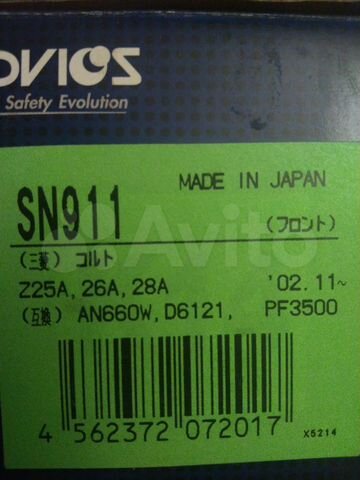 ADVICS
Safety Evolution
MADE IN JAPAN
SN911
(フロント)
(三菱) コルト
Z25A, 26A, 28A
'02. 11~
(互換) AN660W, D6121, PF3500
4 562372 072017
X5214
Avito